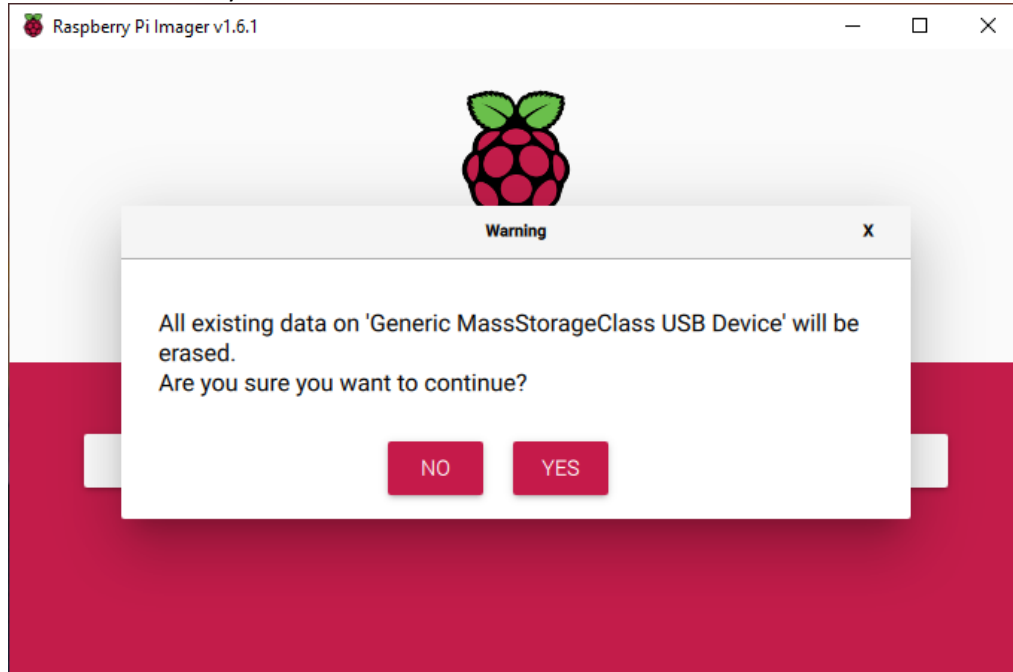 Raspberry Pi Imager v1.6.1
Warning
X
All existing data on 'Generic MassStorageClass USB Device' will be
erased.
Are you sure you want to continue?
NO YES